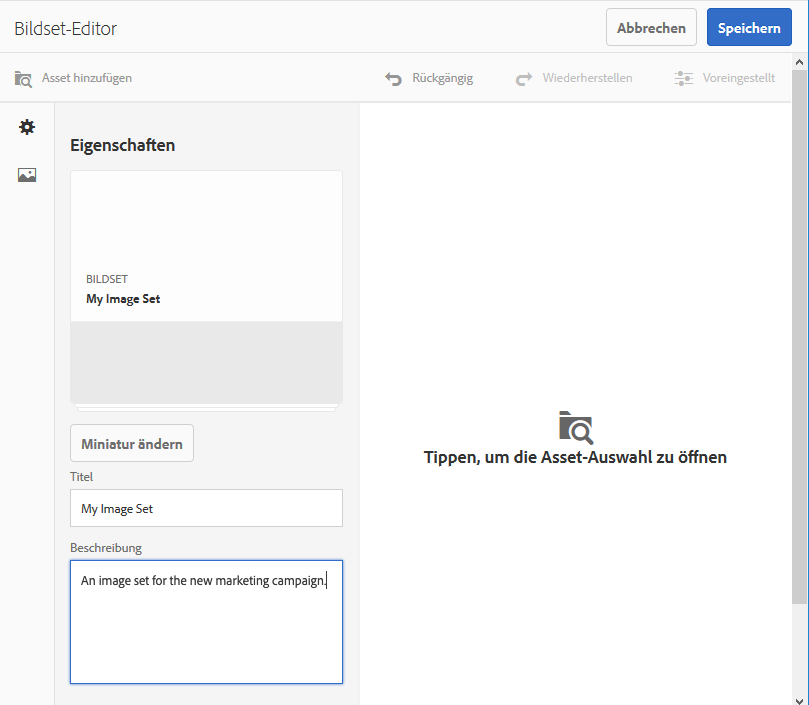 Bildset-Editor
Abbrechen
Speichern
Asset hinzufügen
Rückgängig
Wiederherstellen
Voreingestellt
Eigenschaften
BILDSET
My Image Set
Miniatur ändern
Titel
My Image Set
Beschreibung
An image set for the new marketing campaign.
Tippen, um die Asset-Auswahl zu öffnen